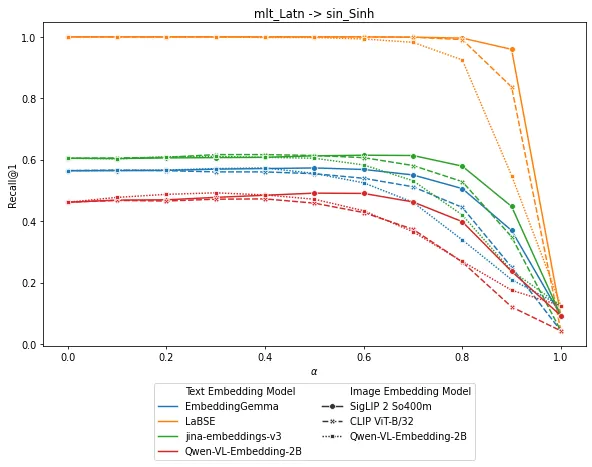 mlt_Latn -> sin_Sinh
Recall@1
1.0
0.8
0.6
0.4
0.2
0.0
0.0 0.2 0.4 0.6 0.8 1.0
α
Text Embedding Model
EmbeddingGemma
LaBSE
jina-embeddings-v3
Qwen-VL-Embedding-2B
Image Embedding Model
SigLIP 2 So400m
CLIP ViT-B/32
Qwen-VL-Embedding-2B